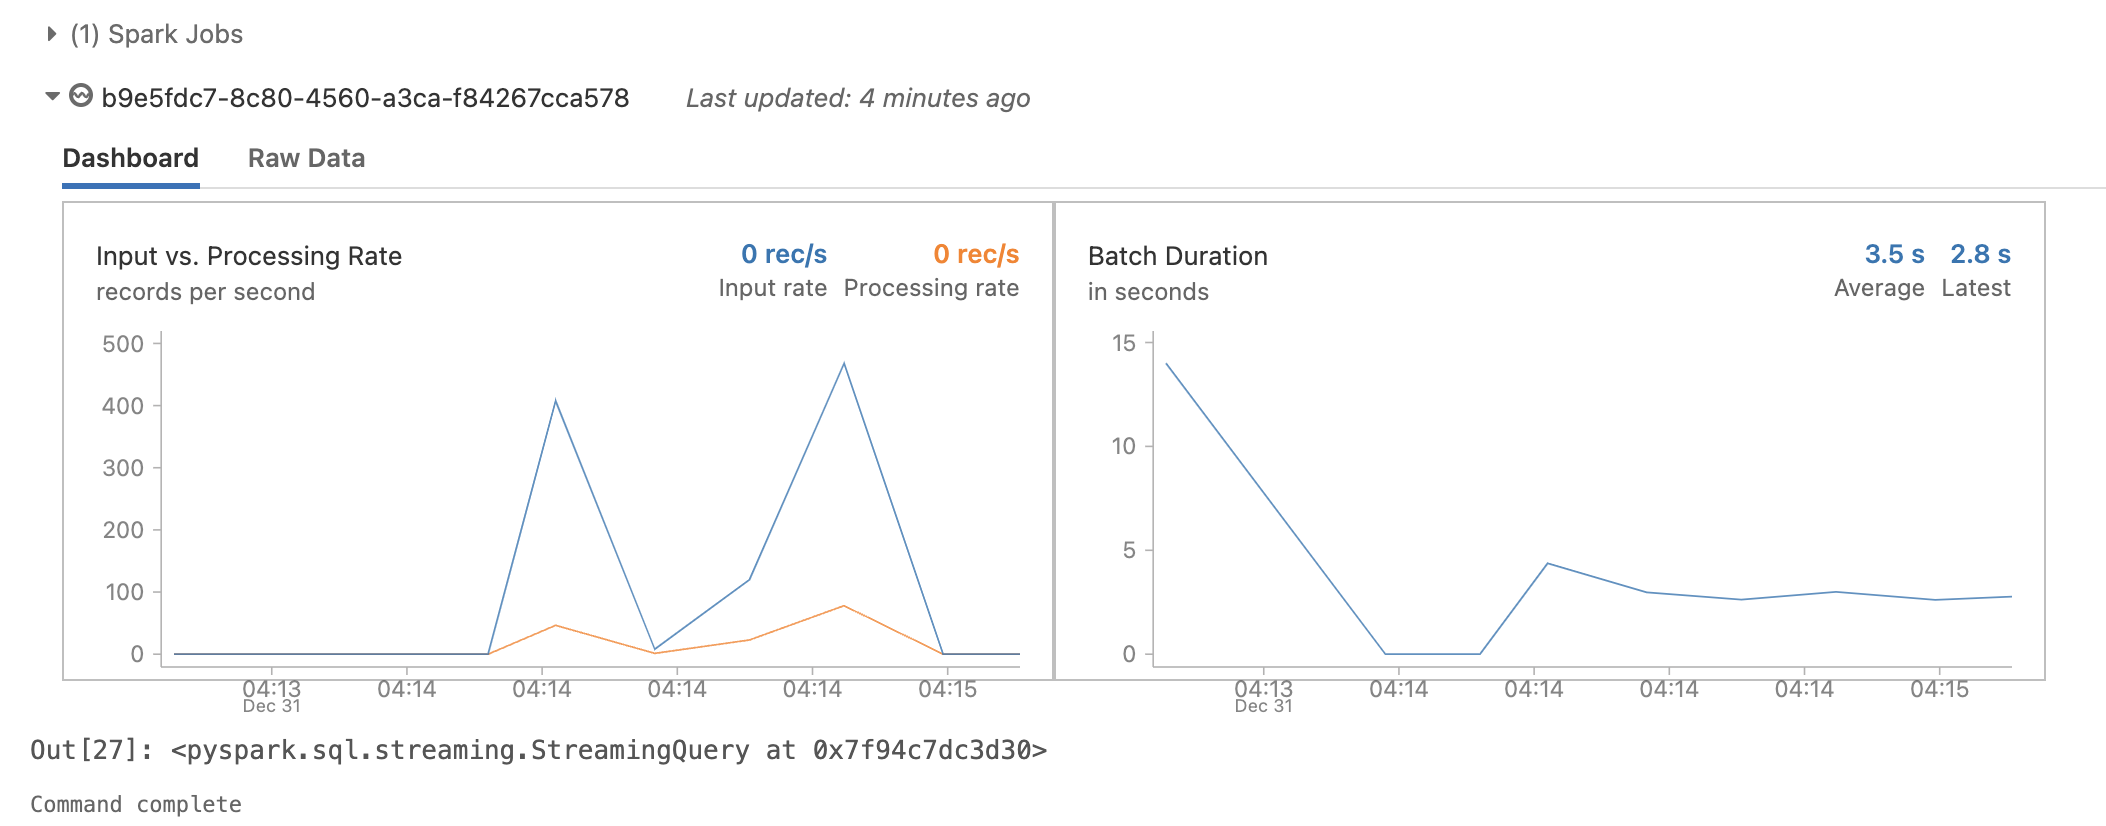 (1) Spark Jobs
b9e5fdc7-8c80-4560-a3ca-f84267cca578 Last updated: 4 minutes ago
Dashboard Raw Data
Input vs. Processing Rate
records per second
0 rec/s
Input rate
0 rec/s
Processing rate
500
400
300
200
100
0
04:13 04:14 04:14 04:14 04:14 04:15
Dec 31
Batch Duration
in seconds
3.5 s
Average
2.8 s
Latest
15
10
5
0
04:13 04:14 04:14 04:14 04:14 04:15
Dec 31
Out[27]: <pyspark.sql.streaming.StreamingQuery at 0x7f94c7dc3d30>
Command complete